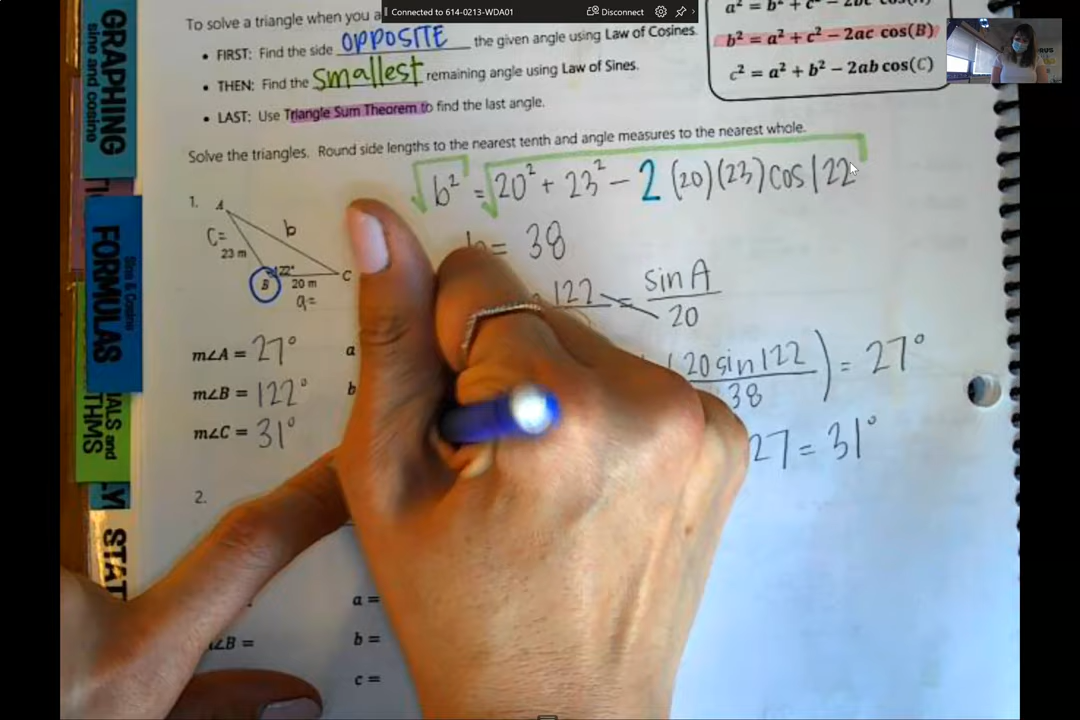 Connected to 614-0213-WDA01
Disconnect
To solve a triangle when you a
• FIRST: Find the side OPPOSITE the given angle using Law of Cosines.
• THEN: Find the smallest remaining angle using Law of Sines.
• LAST: Use Triangle Sum Theorem to find the last angle.
b² = a² + c² − 2ac cos(B)
c² = a² + b² − 2ab cos(C)
Solve the triangles. Round side lengths to the nearest tenth and angle measures to the nearest whole.
√b² = √20² + 23² − 2 (20)(23) cos 122
= 38
122 = sin A
20
(20 sin 122
38) = 27°
27 = 31°
1.
A
C=
23 m
b
B
122°
20 m
a=
C
m∠A = 27°
a
m∠B = 122°
b
m∠C = 31°
2.
a =
∠B =
b =
c =
GRAPHING
sine and cosine
FORMULAS
Sine & Cosine
ALS and
THMS
LY
STAT